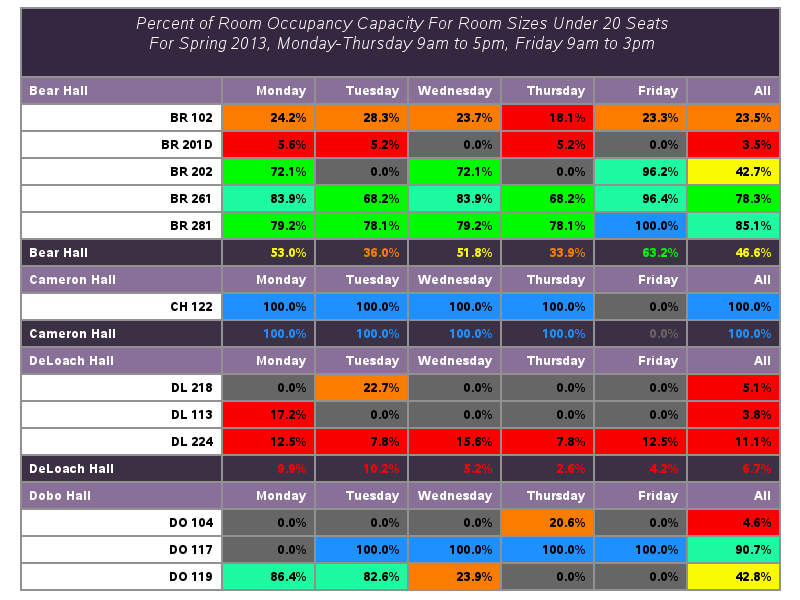 Percent of Room Occupancy Capacity For Room Sizes Under 20 Seats
For Spring 2013, Monday-Thursday 9am to 5pm, Friday 9am to 3pm
Bear Hall Monday Tuesday Wednesday Thursday Friday All
BR 102 24.2% 28.3% 23.7% 18.1% 23.3% 23.5%
BR 201D 5.6% 5.2% 0.0% 5.2% 0.0% 3.5%
BR 202 72.1% 0.0% 72.1% 0.0% 96.2% 42.7%
BR 261 83.9% 68.2% 83.9% 68.2% 96.4% 78.3%
BR 281 79.2% 78.1% 79.2% 78.1% 100.0% 85.1%
Bear Hall 53.0% 36.0% 51.8% 33.9% 63.2% 46.6%
Cameron Hall Monday Tuesday Wednesday Thursday Friday All
CH 122 100.0% 100.0% 100.0% 100.0% 0.0% 100.0%
Cameron Hall 100.0% 100.0% 100.0% 100.0% 0.0% 100.0%
DeLoach Hall Monday Tuesday Wednesday Thursday Friday All
DL 218 0.0% 22.7% 0.0% 0.0% 0.0% 5.1%
DL 113 17.2% 0.0% 0.0% 0.0% 0.0% 3.8%
DL 224 12.5% 7.8% 15.6% 7.8% 12.5% 11.1%
DeLoach Hall 9.9% 10.2% 5.2% 2.6% 4.2% 6.7%
Dobo Hall Monday Tuesday Wednesday Thursday Friday All
DO 104 0.0% 0.0% 0.0% 20.6% 0.0% 4.6%
DO 117 0.0% 100.0% 100.0% 100.0% 100.0% 90.7%
DO 119 86.4% 82.6% 23.9% 0.0% 0.0% 42.8%